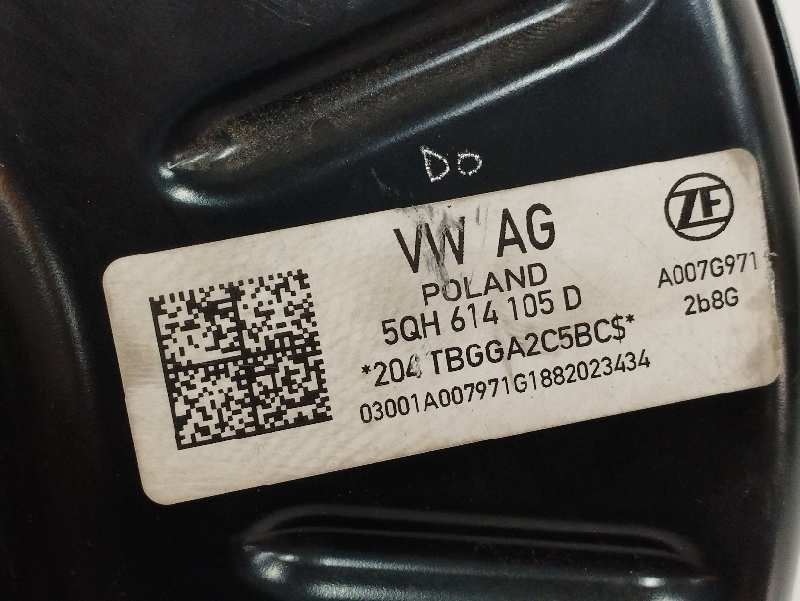 DO
VW AG
POLAND
5QH 614 105 D
*204 TBGGA2C5BC$*
03001A007971G1882023434
ZF
A007G971
2b8G